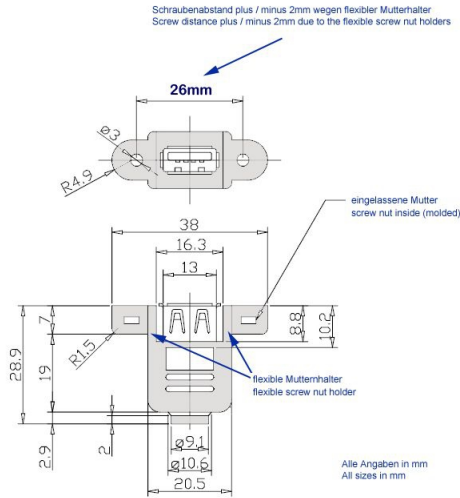 Schraubenabstand plus / minus 2mm wegen flexibler Mutterhalter
Screw distance plus / minus 2mm due to the flexible screw nut holders
26mm
ø3
R4.9
eingelassene Mutter
screw nut inside (molded)
38
16.3
13
7
8.8
10.2
R1.5
28.9
19
flexible Mutternhalter
flexible screw nut holder
2.9
2
ø9.1
ø10.6
20.5
Alle Angaben in mm
All sizes in mm